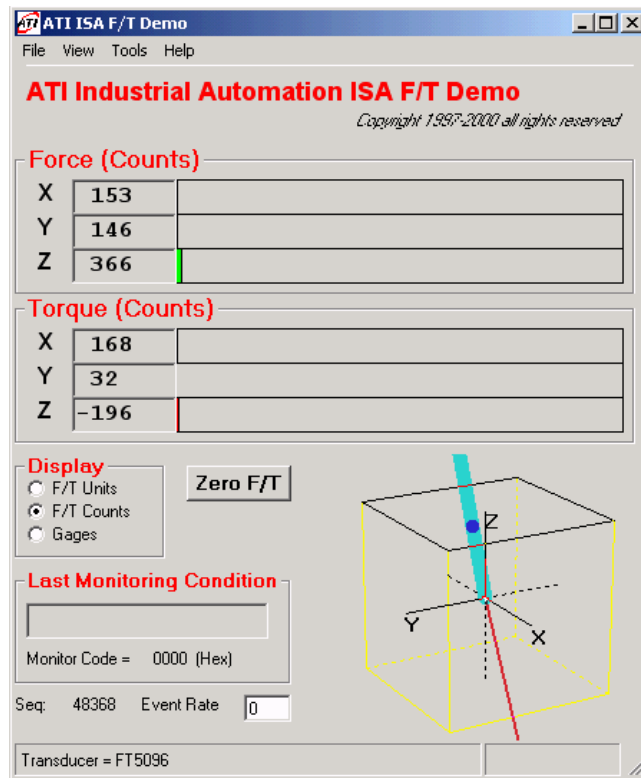 ATI ISA F/T Demo
File View Tools Help
ATI Industrial Automation ISA F/T Demo
Copyright 1997-2000 all rights reserved
Force (Counts)
X 153
Y 146
Z 366
Torque (Counts)
X 168
Y 32
Z -196
Display
F/T Units
F/T Counts
Gages
Zero F/T
Last Monitoring Condition
Monitor Code = 0000 (Hex)
Seq: 48368 Event Rate 0
Z
Y
X
Transducer = FT5096